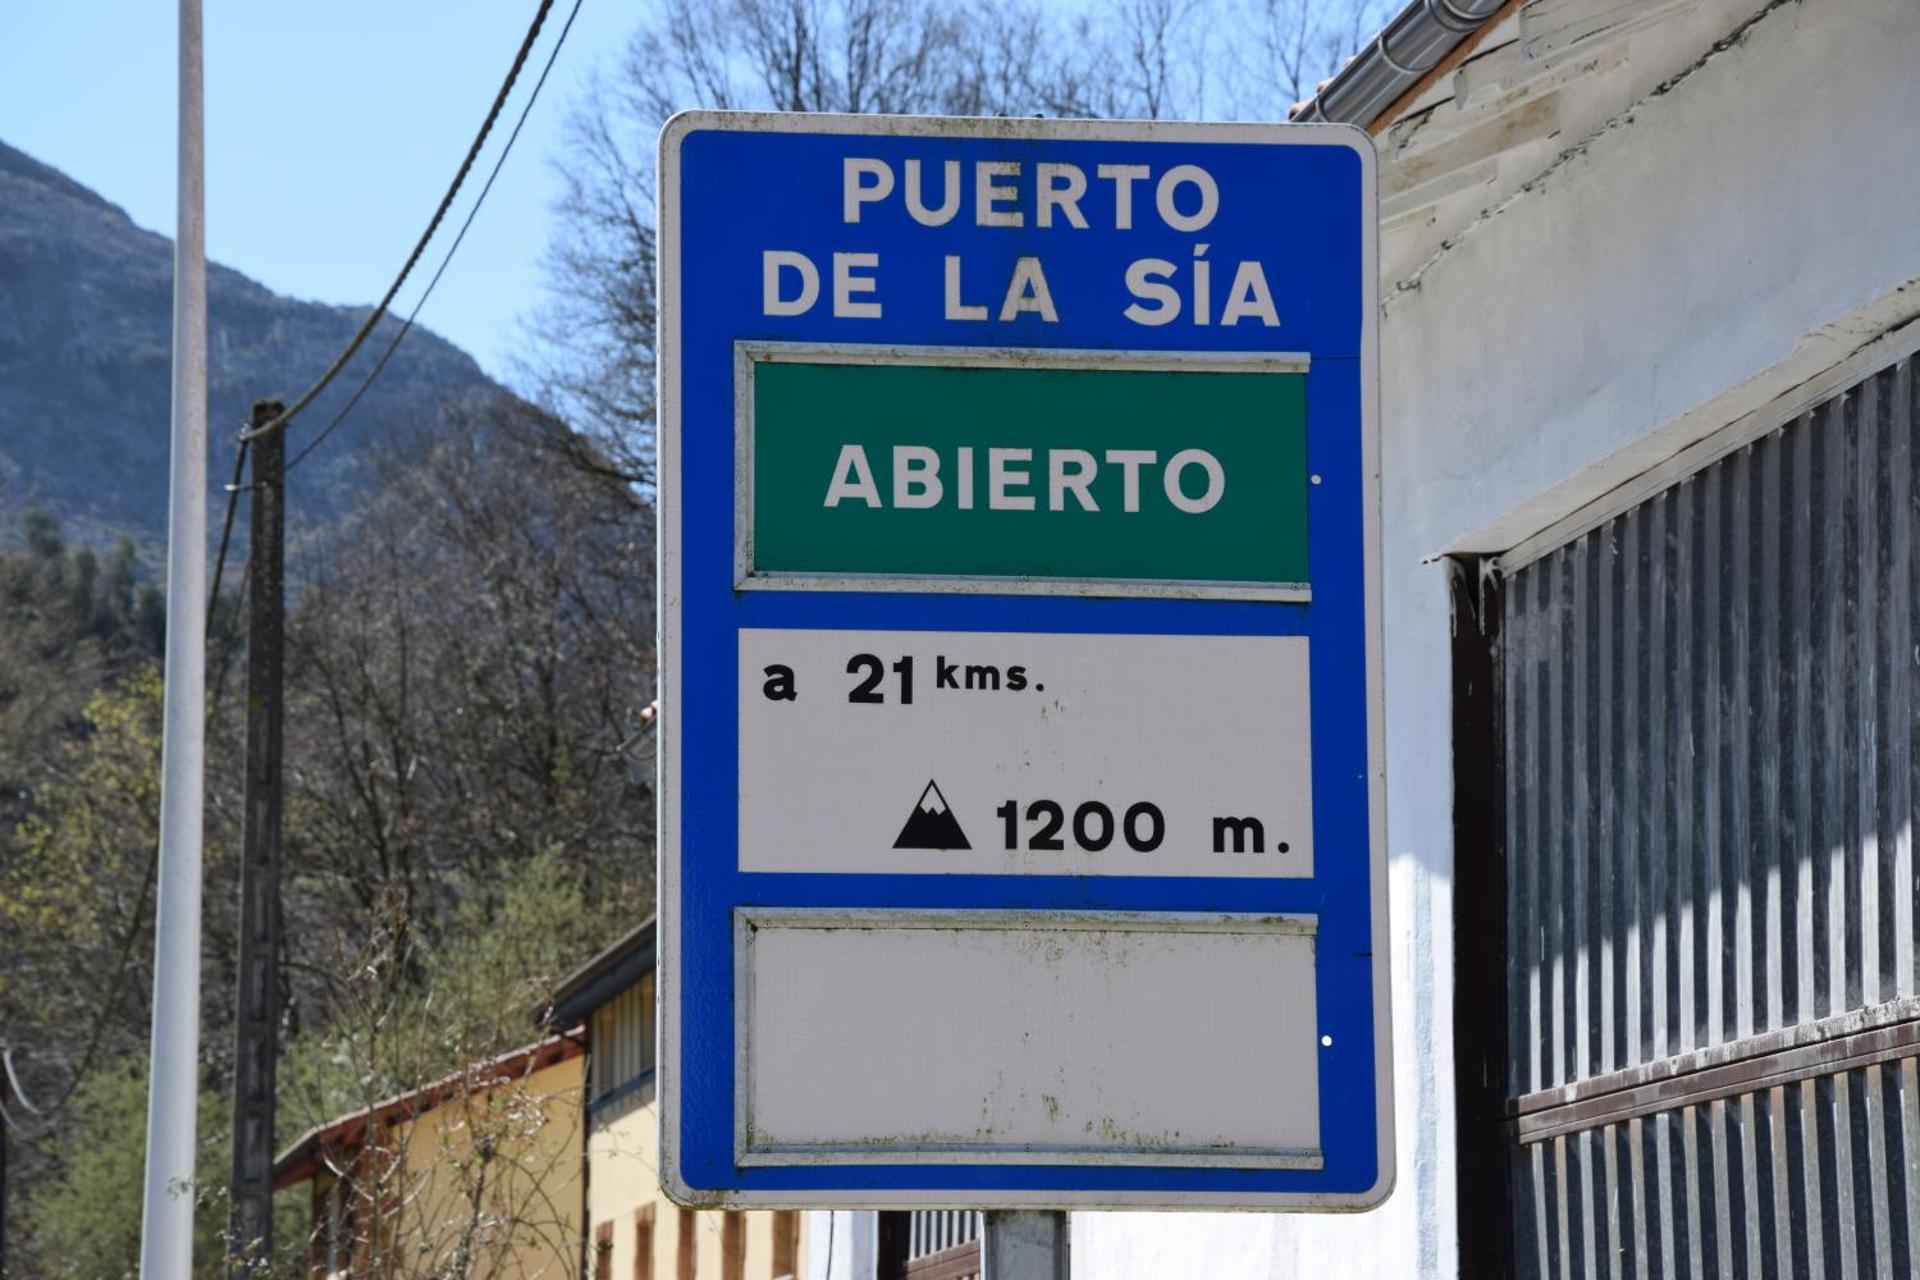 PUERTO
DE LA SÍA
ABIERTO
a 21 kms.
1200 m.